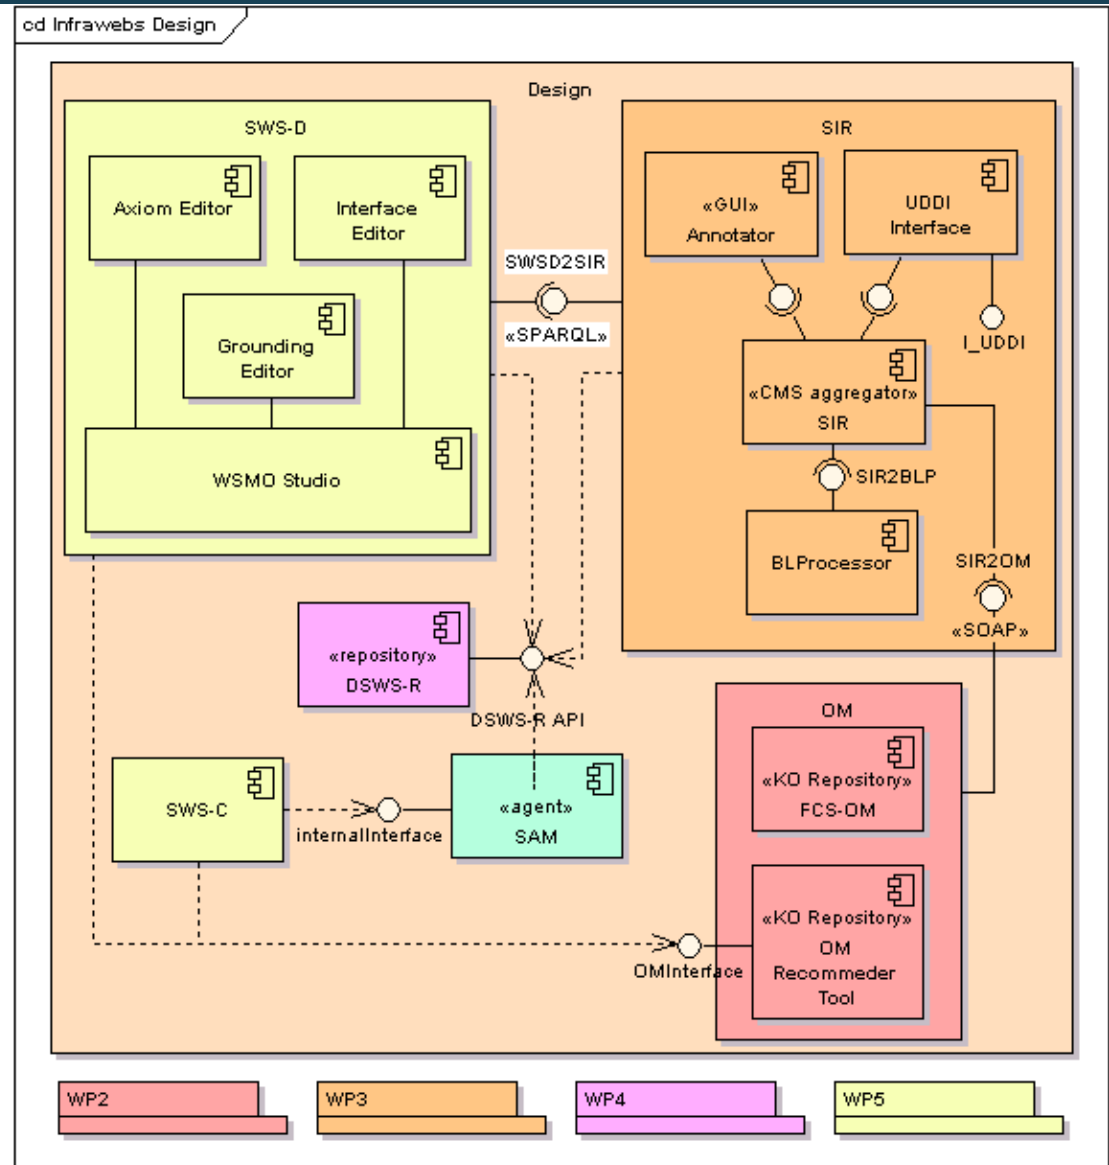 cd Infrawebs Design
Design
SWS-D
Axiom Editor
Interface
Editor
Grounding
Editor
WSMO Studio
SWSD2SIR
«SPARQL»
SIR
«GUI»
Annotator
UDDI
Interface
I_UDDI
«CMS aggregator»
SIR
SIR2BLP
BLProcessor
SIR2OM
«SOAP»
«repository»
DSWS-R
DSWS-R API
SWS-C
internalInterface
«agent»
SAM
OM
«KO Repository»
FCS-OM
«KO Repository»
OM
Recommeder
Tool
OMInterface
WP2
WP3
WP4
WP5